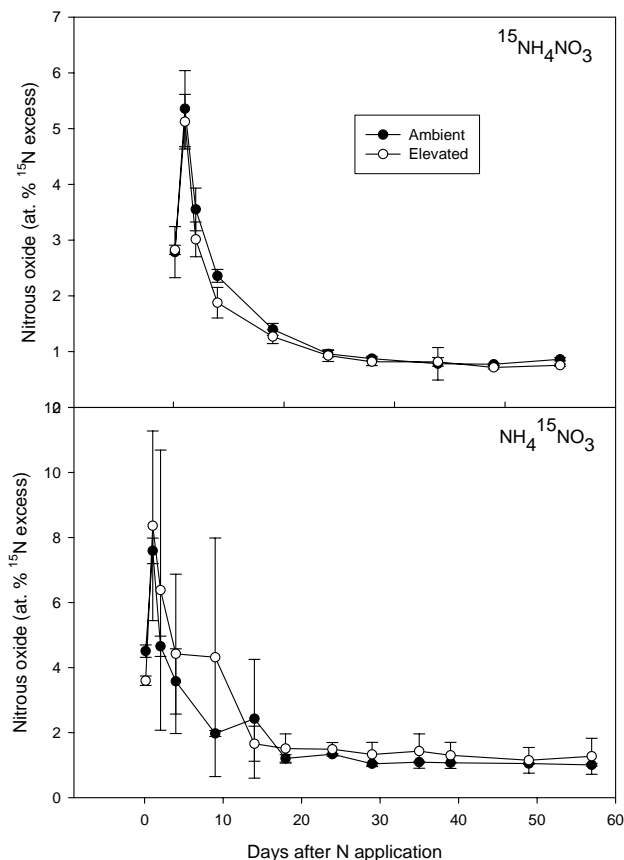 7
¹⁵NH₄NO₃
6
5
Ambient
Elevated
4
3
2
1
Nitrous oxide (at. % ¹⁵N excess)
0
12
NH₄¹⁵NO₃
10
8
6
4
2
0
Nitrous oxide (at. % ¹⁵N excess)
0 10 20 30 40 50 60
Days after N application